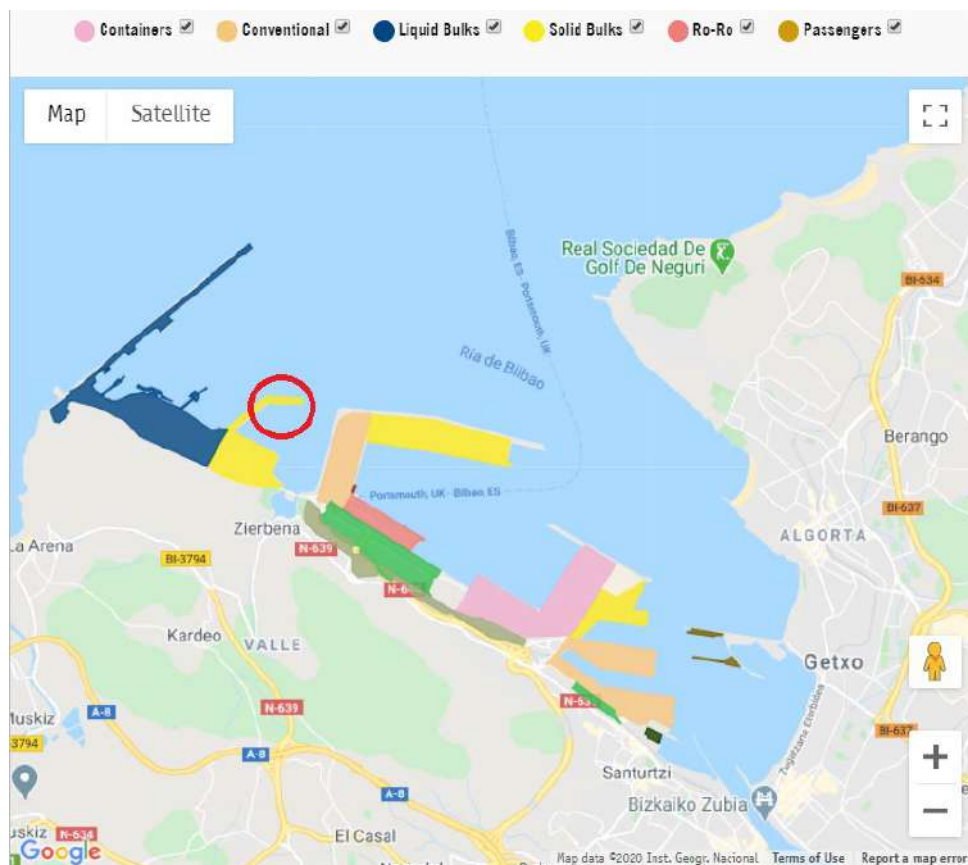 Containers Conventional Liquid Bulks Solid Bulks Ro-Ro Passengers
Map Satellite
Real Sociedad De
Golf De Neguri
BI-634
Bilbao, ES - Portsmouth, UK
Ría de Bilbao
Berango
Portsmouth, UK - Bilbao, ES
BI-637
Zierbena
ALGORTA
La Arena
N-639
BI-3794
Kardeo
VALLE
Getxo
Muskiz
A-8
N-639
BI-637
3794
A-8
Santurtzi
A-8
Bizkaiko Zubia
N-634
El Casal
Google
Map data ©2020 Inst. Geogr. Nacional Terms of Use Report a map error